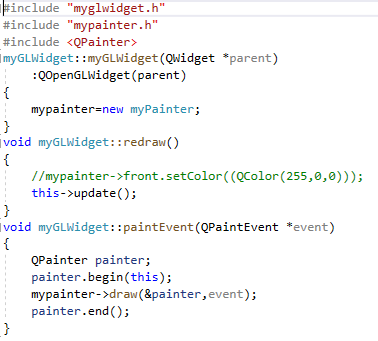 #include "myglwidget.h"
#include "mypainter.h"
#include <QPainter>
myGLWidget::myGLWidget(QWidget *parent)
    :QOpenGLWidget(parent)
{
    mypainter=new myPainter;
}
void myGLWidget::redraw()
{
    //mypainter->front.setColor((QColor(255,0,0)));
    this->update();
}
void myGLWidget::paintEvent(QPaintEvent *event)
{
    QPainter painter;
    painter.begin(this);
    mypainter->draw(&painter,event);
    painter.end();
}